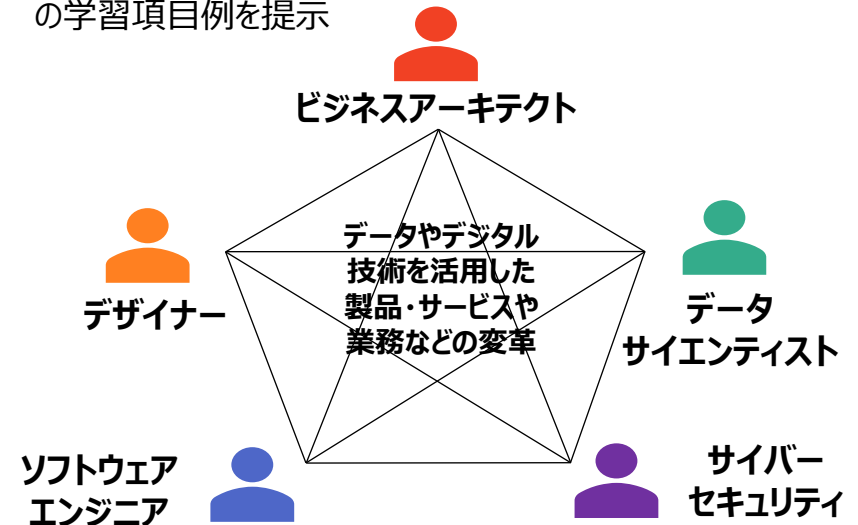 の学習項目例を提示
ビジネスアーキテクト
データやデジタル
技術を活用した
製品・サービスや
業務などの変革
デザイナー
データ
サイエンティスト
ソフトウェア
エンジニア
サイバー
セキュリティ